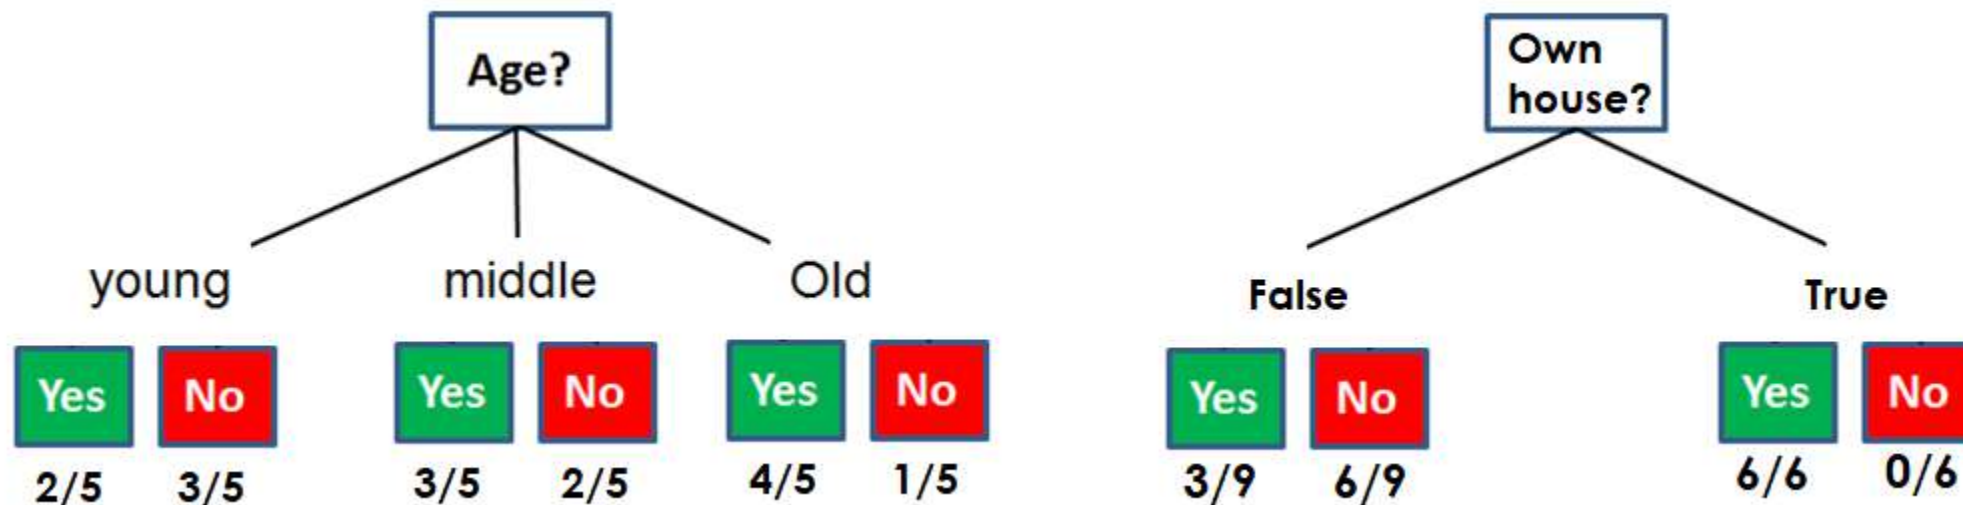 Age?
young
middle
Old
Yes
No
Yes
No
Yes
No
2/5
3/5
3/5
2/5
4/5
1/5
Own
house?
False
True
Yes
No
Yes
No
3/9
6/9
6/6
0/6